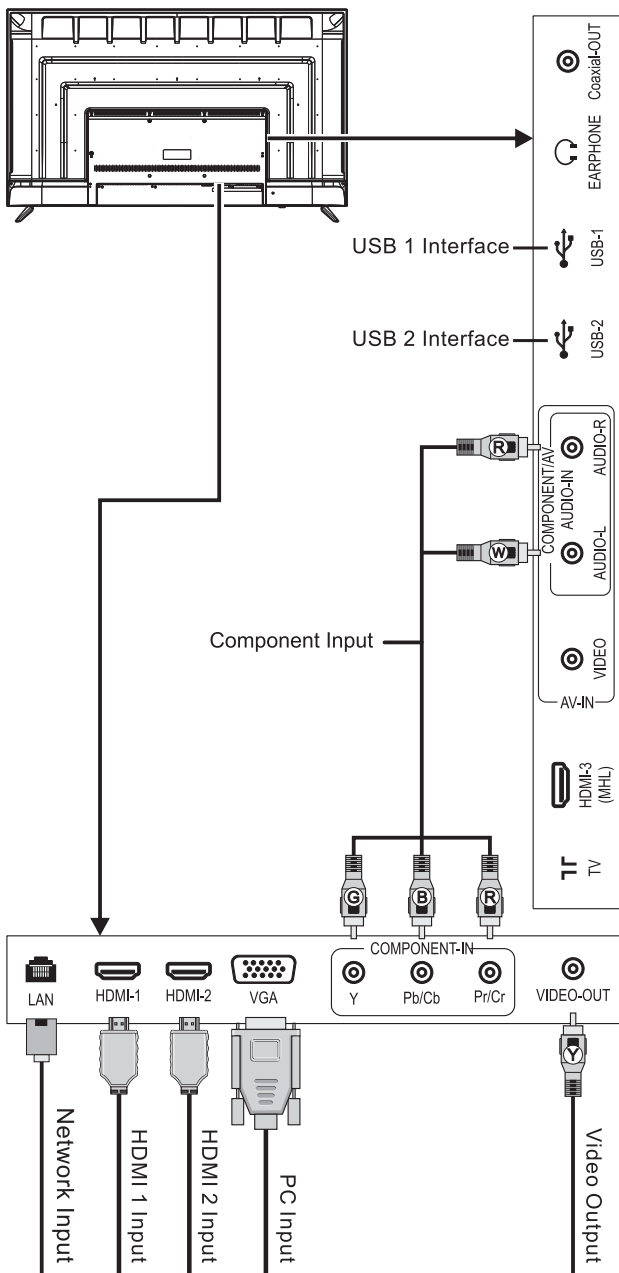 Coaxial-OUT
EARPHONE
USB 1 Interface
USB-1
USB 2 Interface
USB-2
R
AUDIO-R
COMPONENT/AV
AUDIO-IN
W
AUDIO-L
Component Input
VIDEO
AV-IN
HDMI-3
(MHL)
TV
G
B
R
COMPONENT-IN
LAN
HDMI-1
HDMI-2
VGA
Y
Pb/Cb
Pr/Cr
VIDEO-OUT
Y
Network Input
HDMI 1 Input
HDMI 2 Input
PC Input
Video Output